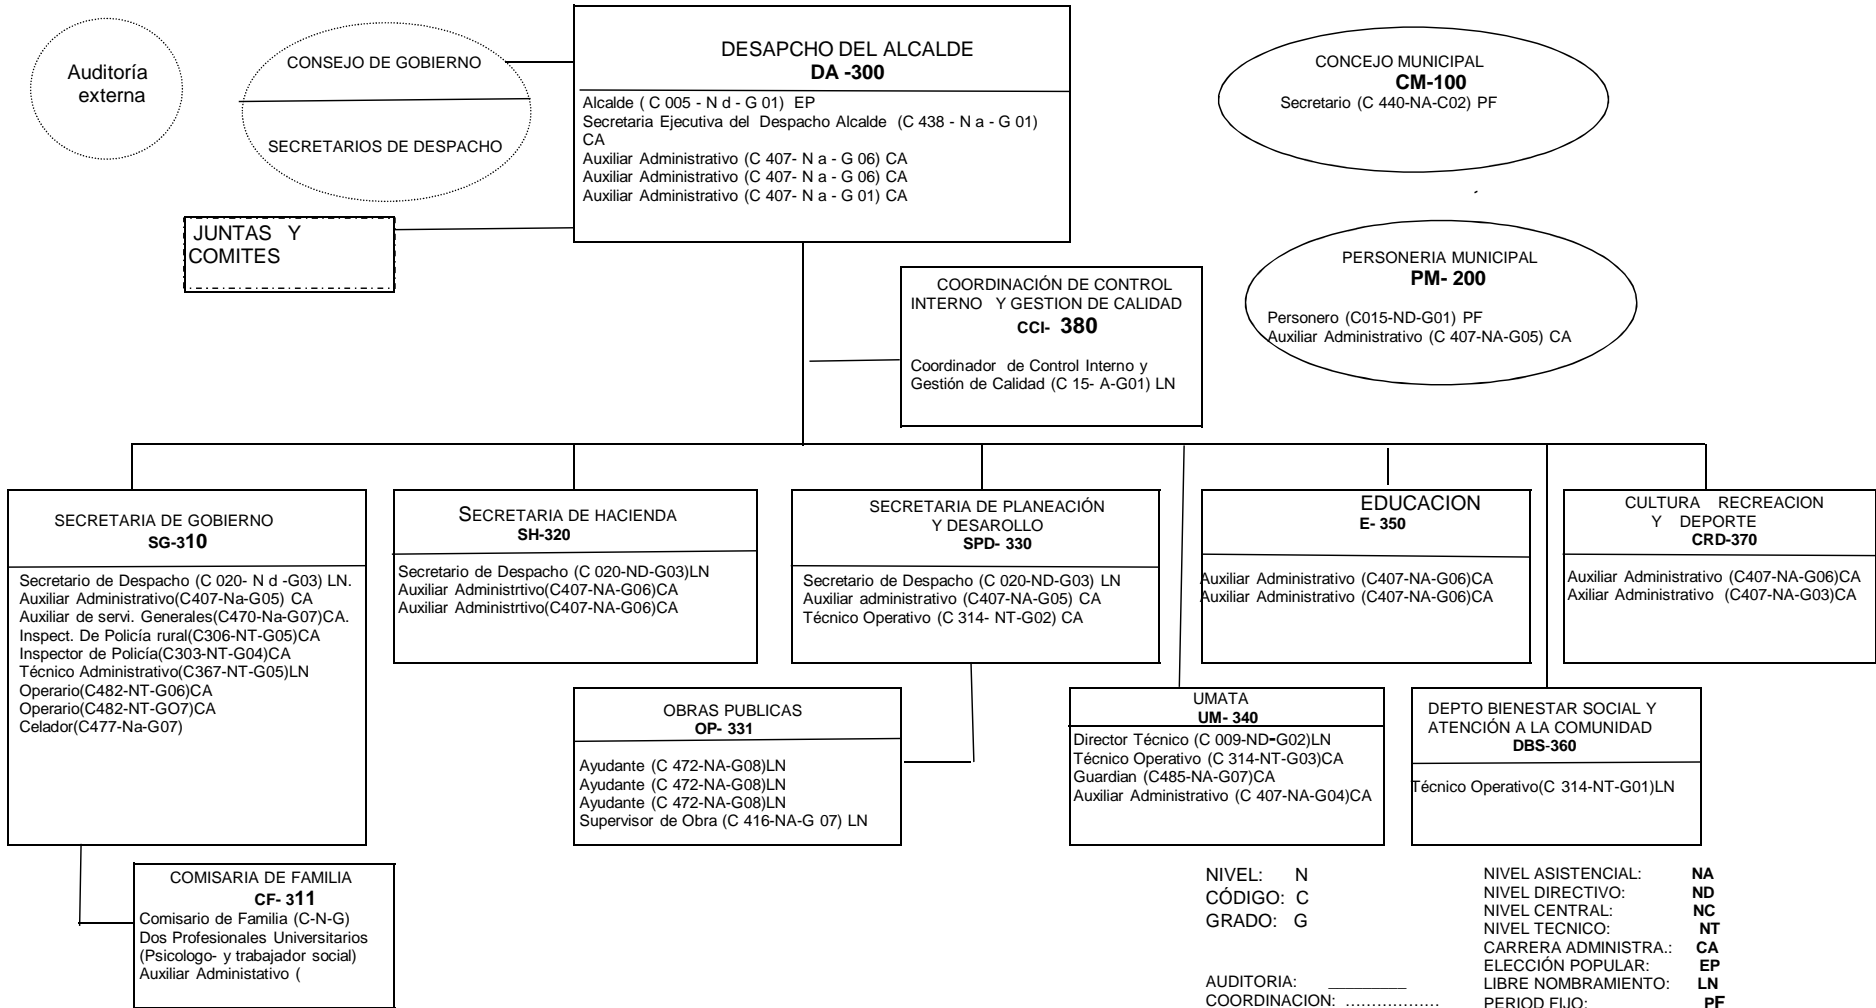 Auditoría
externa
CONSEJO DE GOBIERNO
SECRETARIOS DE DESPACHO
DESAPCHO DEL ALCALDE
DA -300
Alcalde ( C 005 - N d - G 01) EP
Secretaria Ejecutiva del Despacho Alcalde (C 438 - N a - G 01)
CA
Auxiliar Administrativo (C 407- N a - G 06) CA
Auxiliar Administrativo (C 407- N a - G 06) CA
Auxiliar Administrativo (C 407- N a - G 01) CA
CONCEJO MUNICIPAL
CM-100
Secretario (C 440-NA-C02) PF
JUNTAS Y
COMITES
PERSONERIA MUNICIPAL
PM- 200
Personero (C015-ND-G01) PF
Auxiliar Administrativo (C 407-NA-G05) CA
COORDINACIÓN DE CONTROL
INTERNO Y GESTION DE CALIDAD
CCI- 380
Coordinador de Control Interno y
Gestión de Calidad (C 15- A-G01) LN
SECRETARIA DE GOBIERNO
SG-310
Secretario de Despacho (C 020- N d -G03) LN.
Auxiliar Administrativo(C407-Na-G05) CA
Auxiliar de servi. Generales(C470-Na-G07)CA.
Inspect. De Policía rural(C306-NT-G05)CA
Inspector de Policía(C303-NT-G04)CA
Técnico Administrativo(C367-NT-G05)LN
Operario(C482-NT-G06)CA
Operario(C482-NT-GO7)CA
Celador(C477-Na-G07)
SECRETARIA DE HACIENDA
SH-320
Secretario de Despacho (C 020-ND-G03)LN
Auxiliar Administrativo(C407-NA-G06)CA
Auxiliar Administrtivo(C407-NA-G06)CA
SECRETARIA DE PLANEACIÓN
Y DESAROLLO
SPD- 330
Secretario de Despacho (C 020-ND-G03) LN
Auxiliar administrativo (C407-NA-G05) CA
Técnico Operativo (C 314- NT-G02) CA
EDUCACION
E- 350
Auxiliar Administrativo (C407-NA-G06)CA
Auxiliar Administrativo (C407-NA-G06)CA
CULTURA RECREACION
Y DEPORTE
CRD-370
Auxiliar Administrativo (C407-NA-G06)CA
Axiliar Administrativo (C407-NA-G03)CA
OBRAS PUBLICAS
OP- 331
Ayudante (C 472-NA-G08)LN
Ayudante (C 472-NA-G08)LN
Ayudante (C 472-NA-G08)LN
Supervisor de Obra (C 416-NA-G 07) LN
UMATA
UM- 340
Director Técnico (C 009-ND-G02)LN
Técnico Operativo (C 314-NT-G03)CA
Guardian (C485-NA-G07)CA
Auxiliar Administrativo (C 407-NA-G04)CA
DEPTO BIENESTAR SOCIAL Y
ATENCIÓN A LA COMUNIDAD
DBS-360
Técnico Operativo(C 314-NT-G01)LN
COMISARIA DE FAMILIA
CF- 311
Comisario de Familia (C-N-G)
Dos Profesionales Universitarios
(Psicologo- y trabajador social)
Auxiliar Administativo (
NIVEL: N
CÓDIGO: C
GRADO: G
AUDITORIA: _________
COORDINACION: ..................
NIVEL ASISTENCIAL: NA
NIVEL DIRECTIVO: ND
NIVEL CENTRAL: NC
NIVEL TECNICO: NT
CARRERA ADMINISTRA.: CA
ELECCIÓN POPULAR: EP
LIBRE NOMBRAMIENTO: LN
PERIOD FIJO: PF